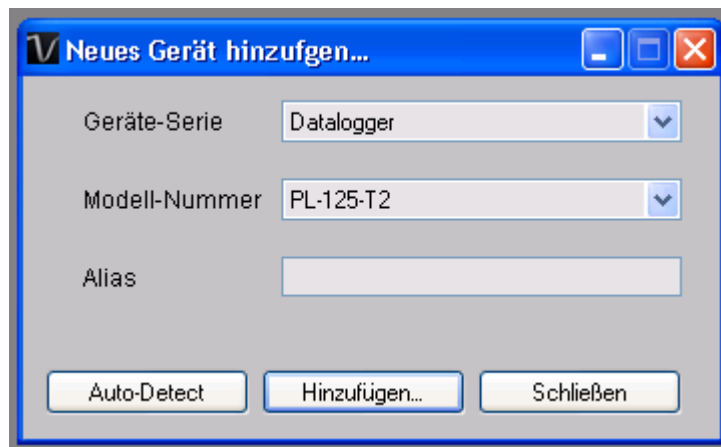 Neues Gerät hinzufgen...
Geräte-Serie Datalogger
Modell-Nummer PL-125-T2
Alias
Auto-Detect Hinzufügen... Schließen